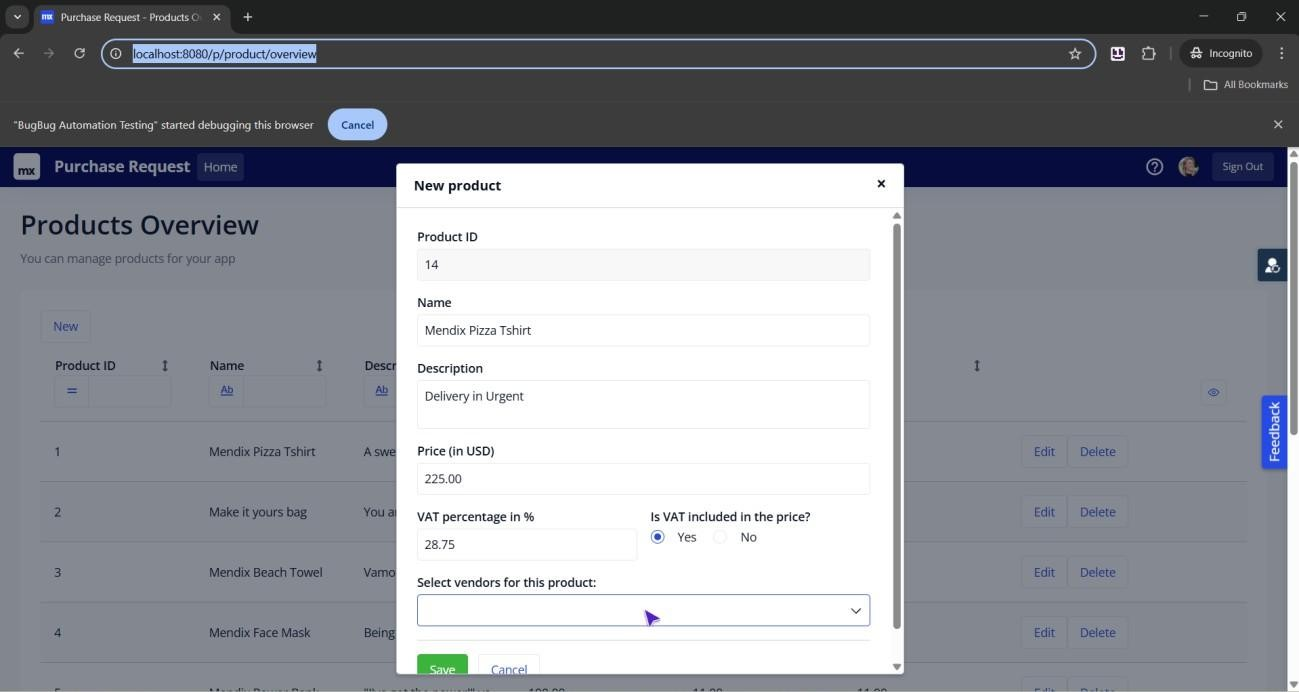 mx Purchase Request - Products O
localhost:8080/p/product/overview
Incognito
All Bookmarks
"BugBug Automation Testing" started debugging this browser Cancel
mx Purchase Request Home Sign Out
Products Overview
You can manage products for your app
New
Product ID Name Descr
= Ab Ab
1 Mendix Pizza Tshirt A swe Edit Delete
2 Make it yours bag You ar Edit Delete
3 Mendix Beach Towel Vamo Edit Delete
4 Mendix Face Mask Being Edit Delete
Feedback
New product
Product ID
14
Name
Mendix Pizza Tshirt
Description
Delivery in Urgent
Price (in USD)
225.00
VAT percentage in % Is VAT included in the price?
28.75 Yes No
Select vendors for this product:
Save Cancel